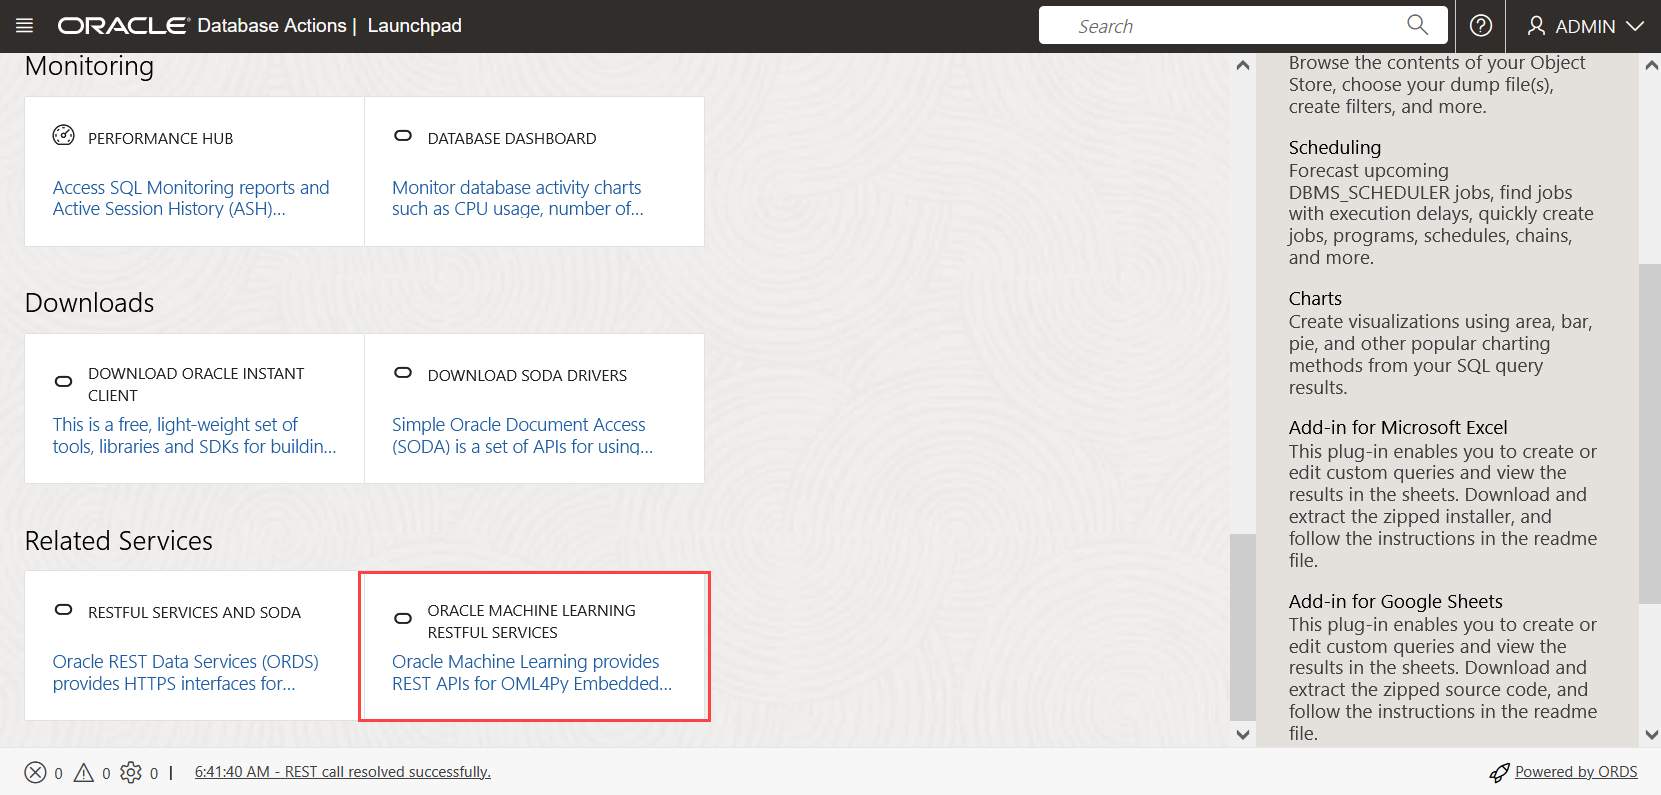 ORACLE® Database Actions | Launchpad
Search
ADMIN
Monitoring
PERFORMANCE HUB
Access SQL Monitoring reports and
Active Session History (ASH)...
DATABASE DASHBOARD
Monitor database activity charts
such as CPU usage, number of...
Downloads
DOWNLOAD ORACLE INSTANT
CLIENT
This is a free, light-weight set of
tools, libraries and SDKs for buildin...
DOWNLOAD SODA DRIVERS
Simple Oracle Document Access
(SODA) is a set of APIs for using...
Related Services
RESTFUL SERVICES AND SODA
Oracle REST Data Services (ORDS)
provides HTTPS interfaces for...
ORACLE MACHINE LEARNING
RESTFUL SERVICES
Oracle Machine Learning provides
REST APIs for OML4Py Embedded...
Browse the contents of your Object
Store, choose your dump file(s),
create filters, and more.
Scheduling
Forecast upcoming
DBMS_SCHEDULER jobs, find jobs
with execution delays, quickly create
jobs, programs, schedules, chains,
and more.
Charts
Create visualizations using area, bar,
pie, and other popular charting
methods from your SQL query
results.
Add-in for Microsoft Excel
This plug-in enables you to create or
edit custom queries and view the
results in the sheets. Download and
extract the zipped installer, and
follow the instructions in the readme
file.
Add-in for Google Sheets
This plug-in enables you to create or
edit custom queries and view the
results in the sheets. Download and
extract the zipped source code, and
follow the instructions in the readme
file.
0 0 0 | 6:41:40 AM - REST call resolved successfully.
Powered by ORDS